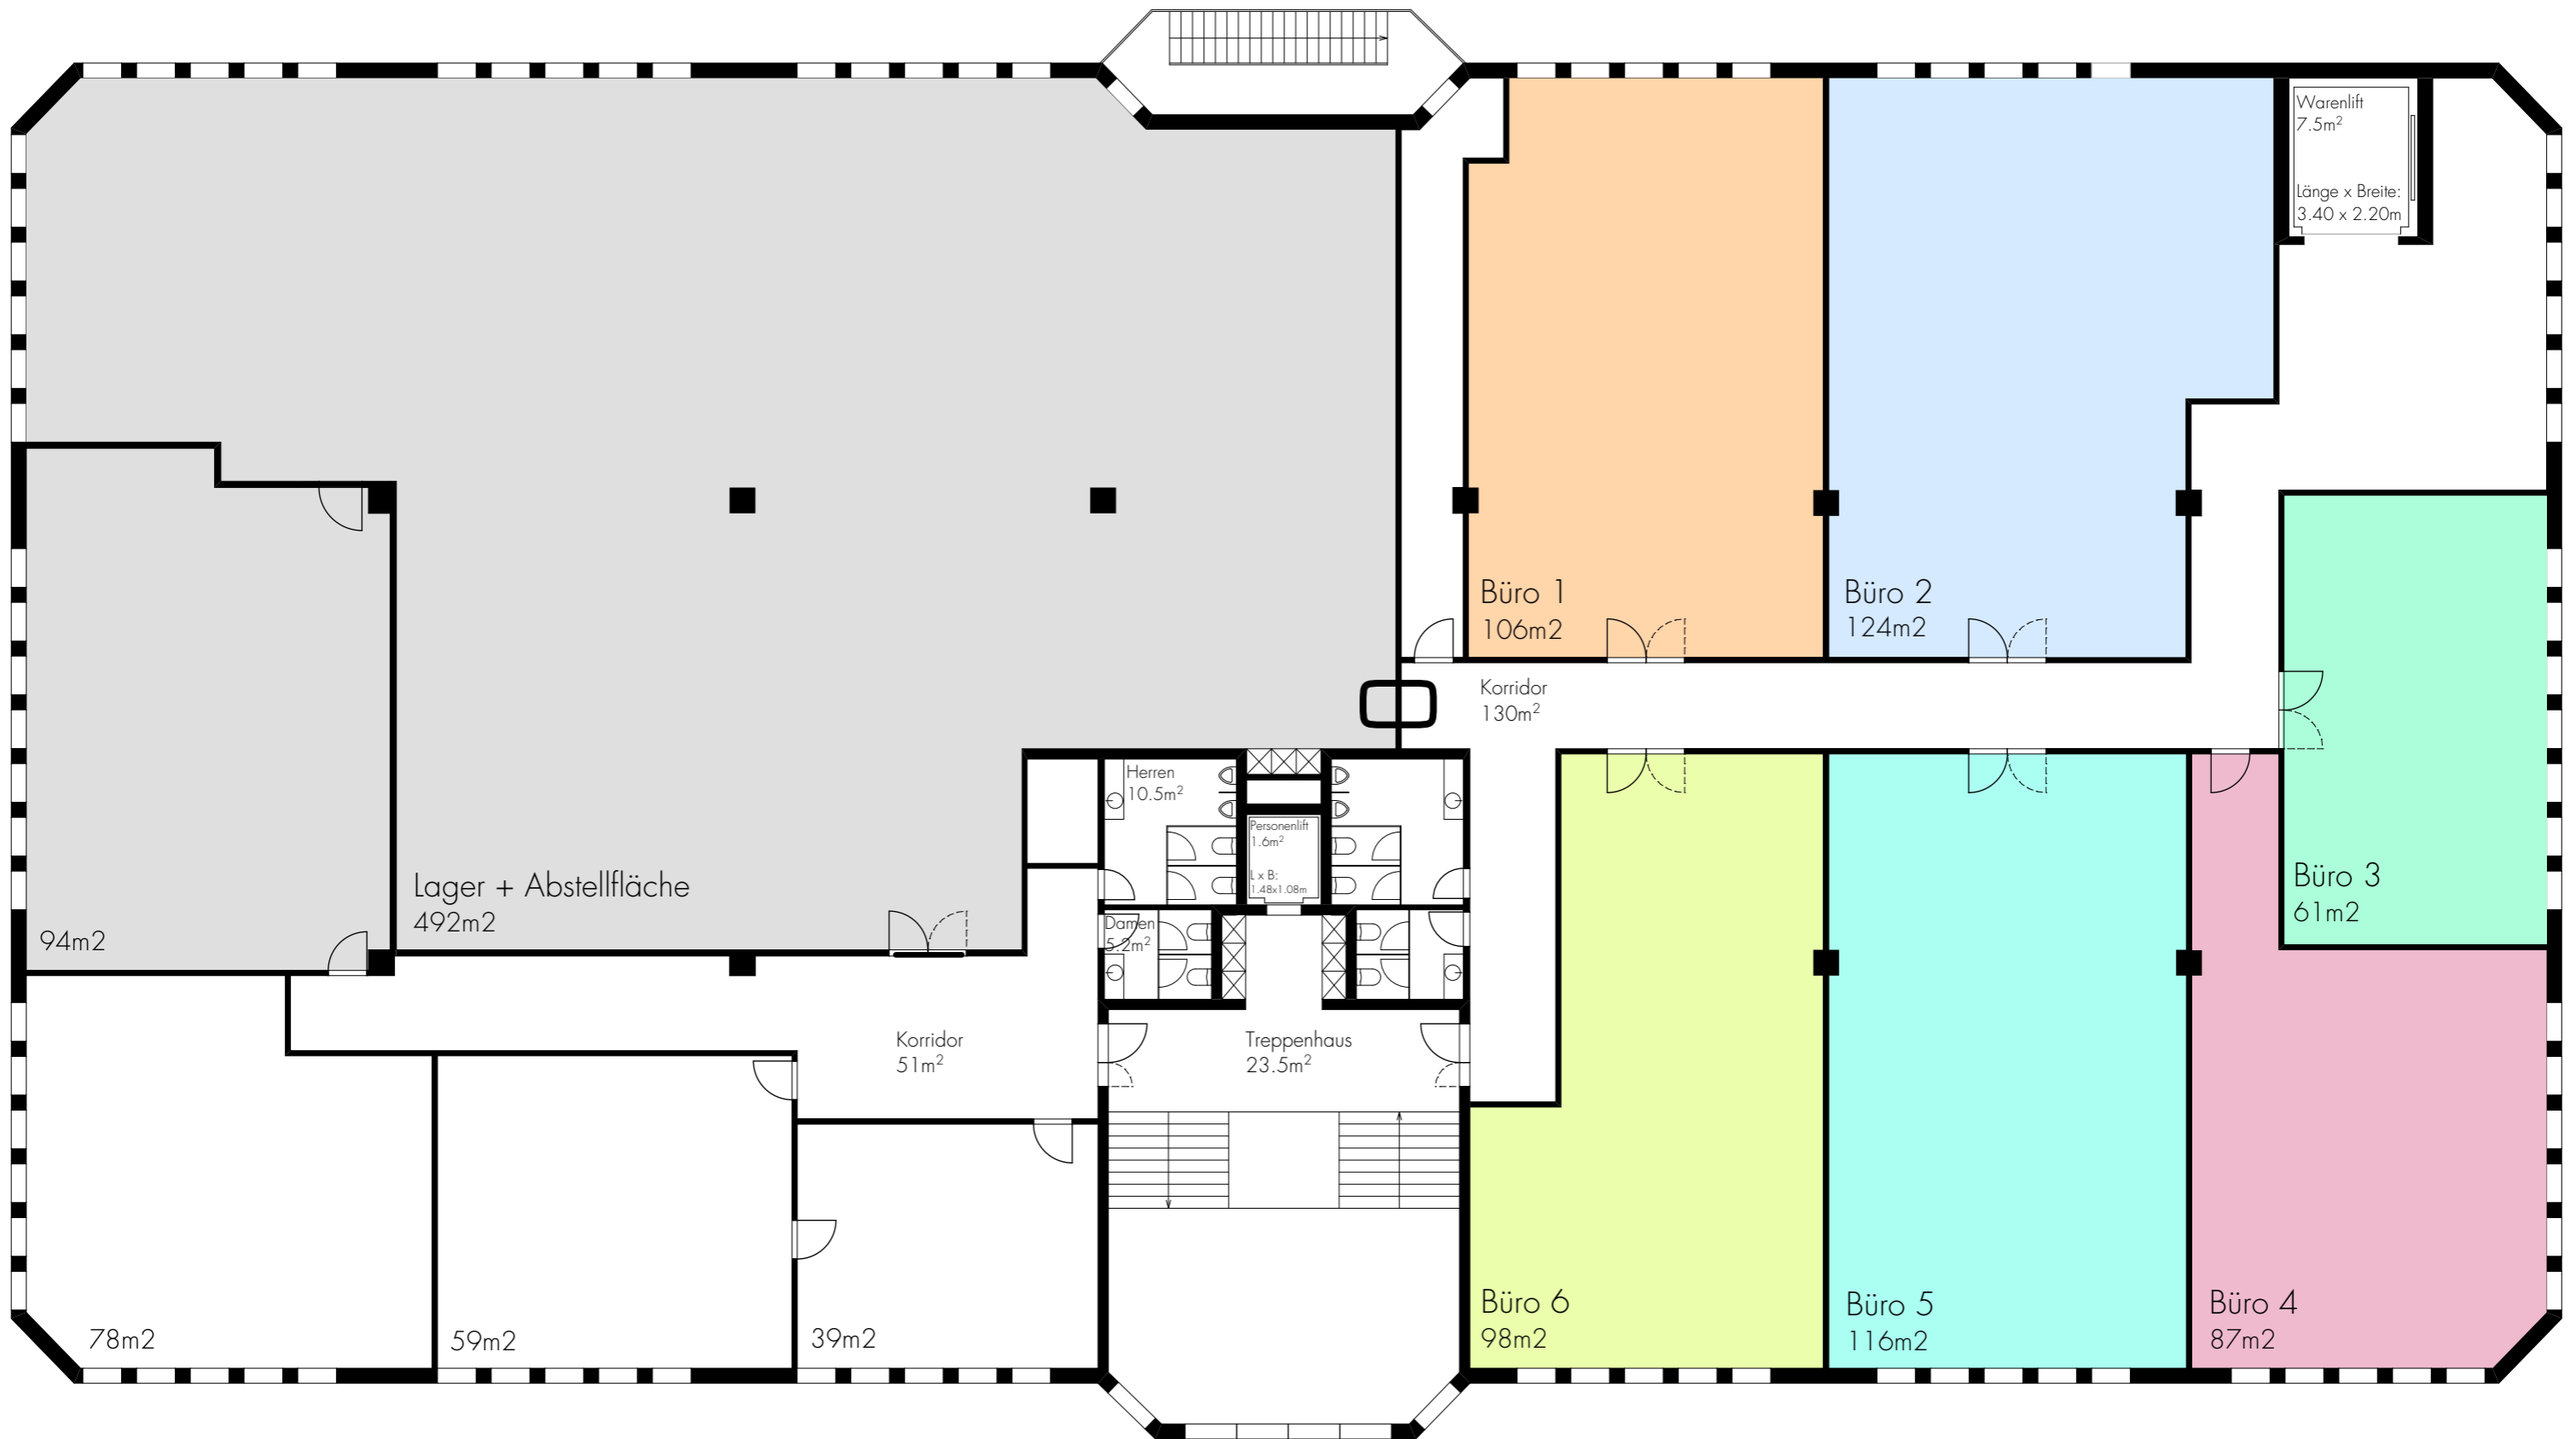 Warenlift
7.5m²
Länge x Breite:
3.40 x 2.20m
Büro 1
106m2
Büro 2
124m2
Korridor
130m²
Herren
10.5m²
Personenlift
1.6m²
L x B:
1.48x1.08m
Lager + Abstellfläche
492m2
94m2
Damen
5.2m²
Büro 3
61m2
Korridor
51m²
Treppenhaus
23.5m²
78m2
59m2
39m2
Büro 6
98m2
Büro 5
116m2
Büro 4
87m2